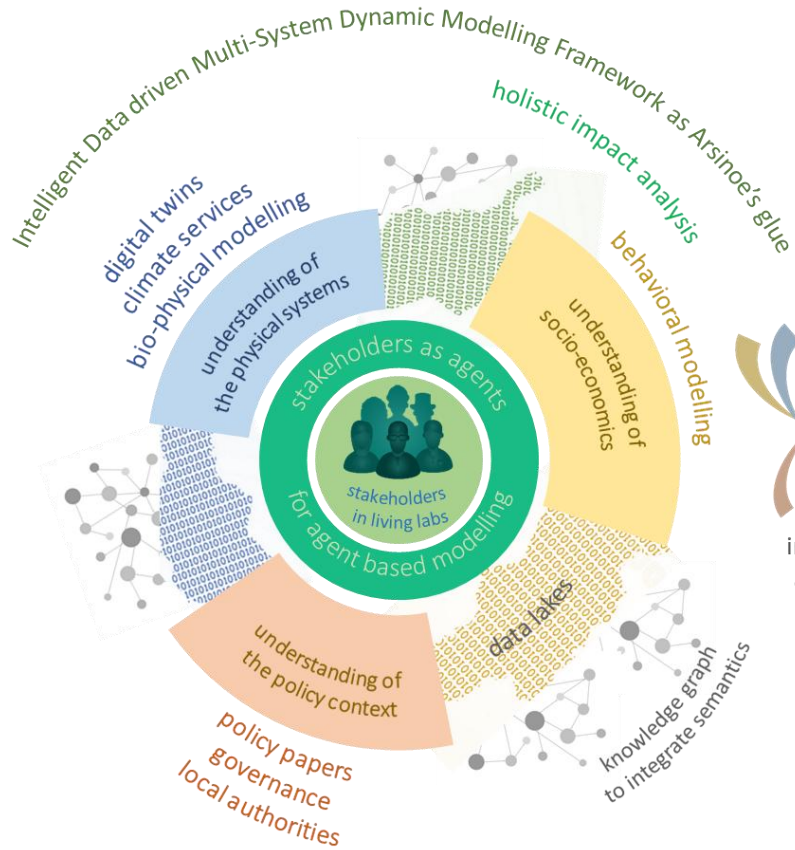 Intelligent Data driven Multi-System Dynamic Modelling Framework as Arsinoe's glue
holistic impact analysis
digital twins
climate services
bio-physical modelling
understanding of
the physical systems
behavioral modelling
understanding of
socio-economics
stakeholders as agents
for agent based modelling
stakeholders
in living labs
data lakes
knowledge graph
to integrate semantics
understanding of
the policy context
policy papers
governance
local authorities